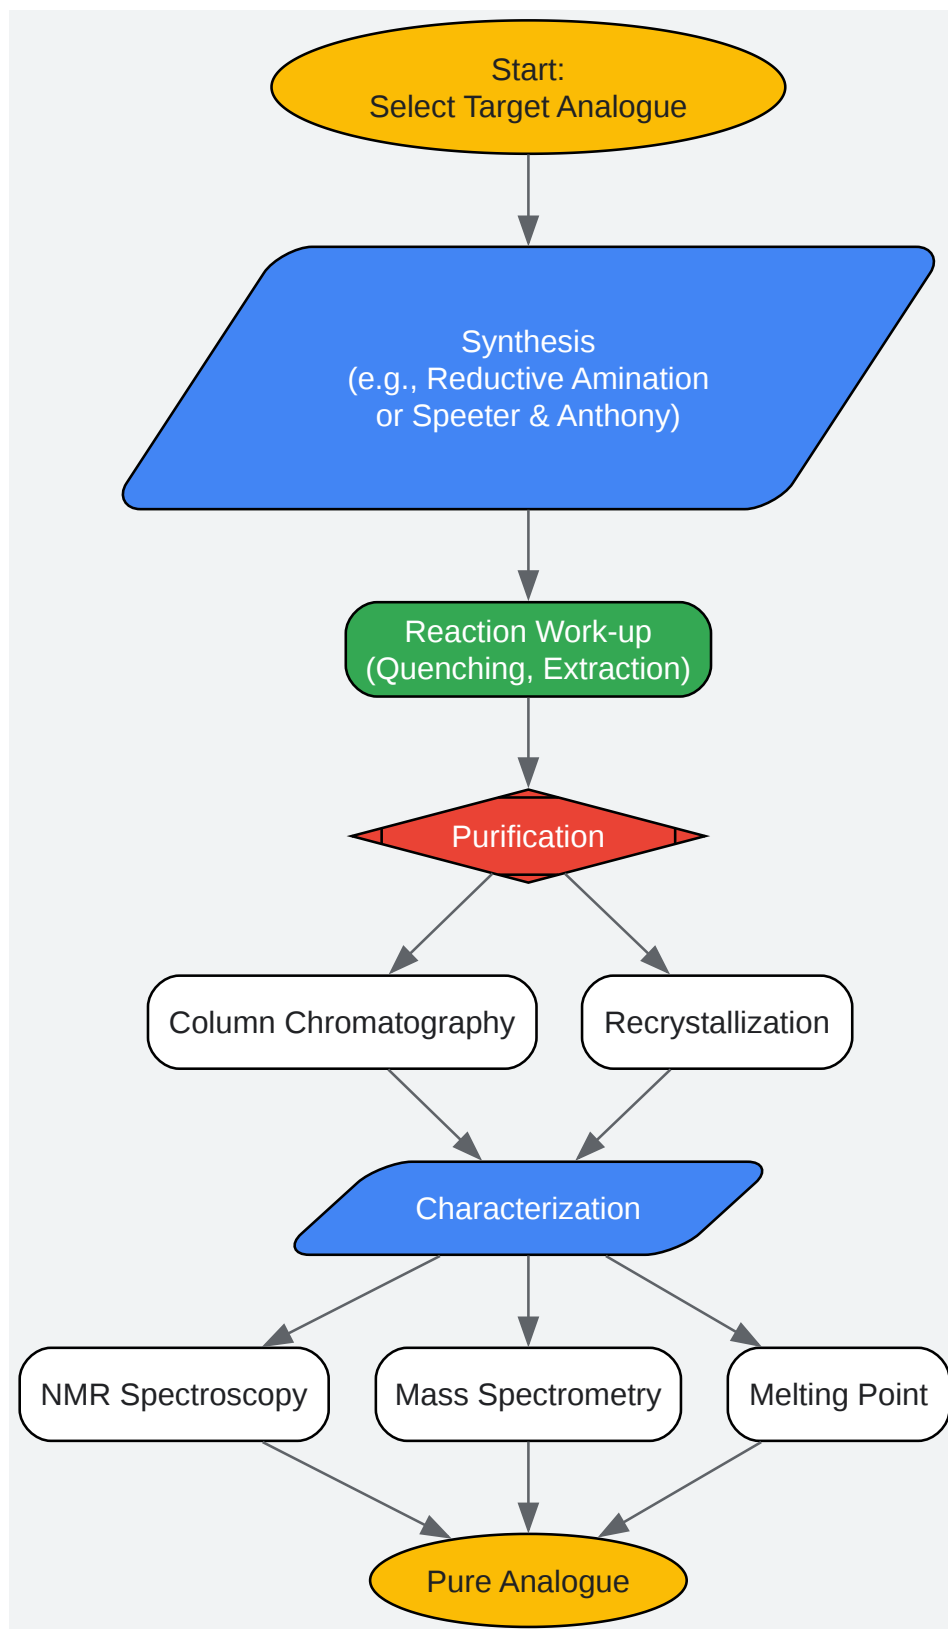 Start:
Select Target Analogue
Synthesis
(e.g., Reductive Amination
or Speeter & Anthony)
Reaction Work-up
(Quenching, Extraction)
Purification
Column Chromatography
Recrystallization
Characterization
NMR Spectroscopy
Mass Spectrometry
Melting Point
Pure Analogue